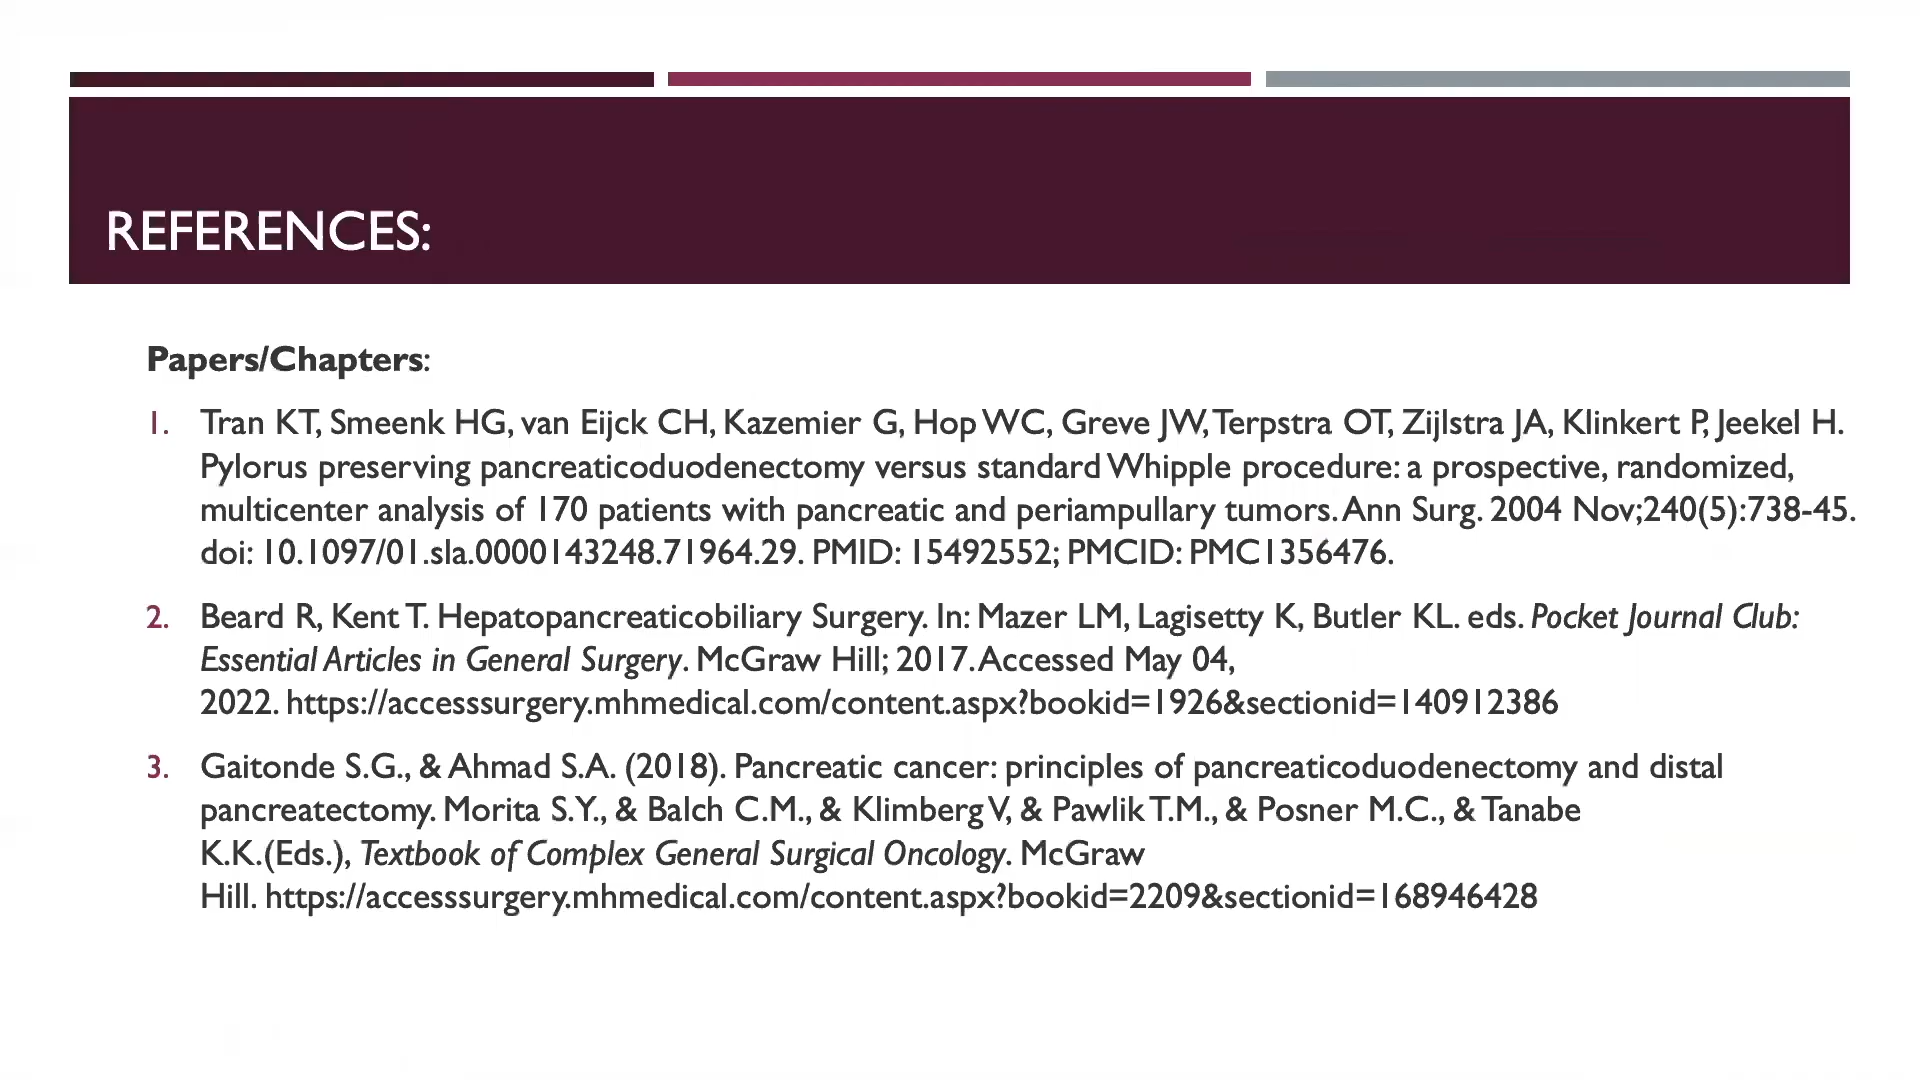 REFERENCES:
Papers/Chapters:
1. Tran KT, Smeenk HG, van Eijck CH, Kazemier G, Hop WC, Greve JW, Terpstra OT, Zijlstra JA, Klinkert P, Jeekel H.
Pylorus preserving pancreaticoduodenectomy versus standard Whipple procedure: a prospective, randomized,
multicenter analysis of 170 patients with pancreatic and periampullary tumors. Ann Surg. 2004 Nov;240(5):738-45.
doi: 10.1097/01.sla.0000143248.71964.29. PMID: 15492552; PMCID: PMC1356476.
2. Beard R, Kent T. Hepatopancreaticobiliary Surgery. In: Mazer LM, Lagisetty K, Butler KL. eds. Pocket Journal Club:
Essential Articles in General Surgery. McGraw Hill; 2017. Accessed May 04,
2022. https://accesssurgery.mhmedical.com/content.aspx?bookid=1926&sectionid=140912386
3. Gaitonde S.G., & Ahmad S.A. (2018). Pancreatic cancer: principles of pancreaticoduodenectomy and distal
pancreatectomy. Morita S.Y., & Balch C.M., & Klimberg V, & Pawlik T.M., & Posner M.C., & Tanabe
K.K.(Eds.), Textbook of Complex General Surgical Oncology. McGraw
Hill. https://accesssurgery.mhmedical.com/content.aspx?bookid=2209&sectionid=168946428